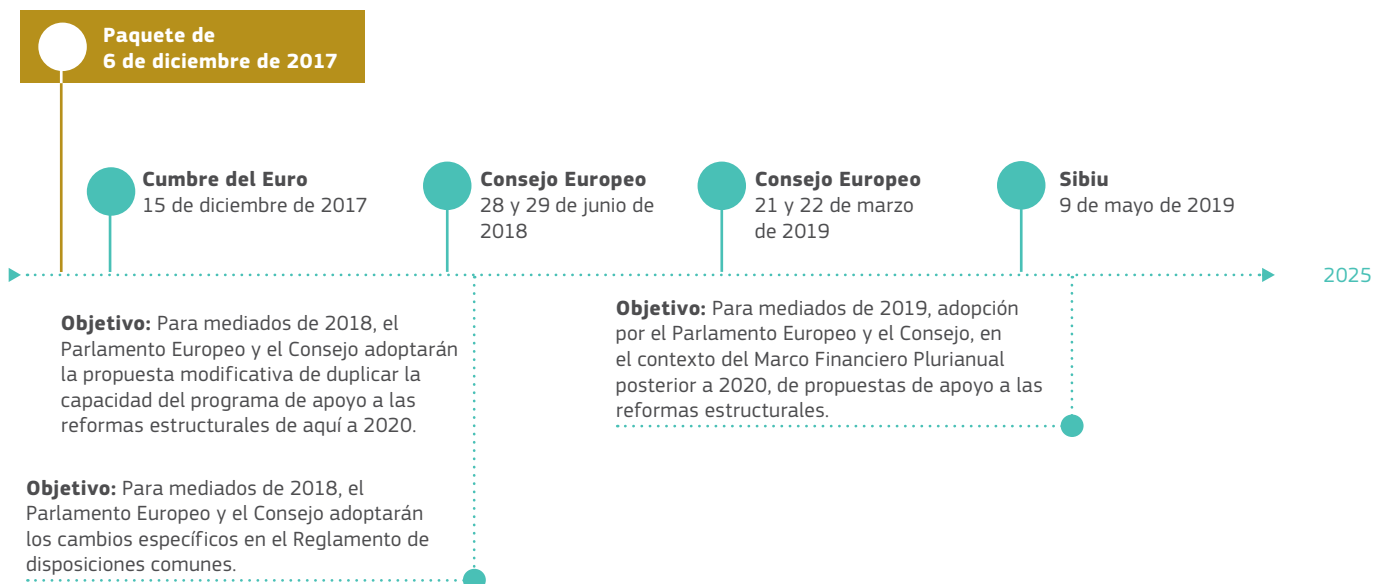 Paquete de
6 de diciembre de 2017
Cumbre del Euro
15 de diciembre de 2017
Consejo Europeo
28 y 29 de junio de
2018
Consejo Europeo
21 y 22 de marzo
de 2019
Sibiu
9 de mayo de 2019
2025
Objetivo: Para mediados de 2018, el
Parlamento Europeo y el Consejo adoptarán
la propuesta modificativa de duplicar la
capacidad del programa de apoyo a las
reformas estructurales de aquí a 2020.
Objetivo: Para mediados de 2019, adopción
por el Parlamento Europeo y el Consejo, en
el contexto del Marco Financiero Plurianual
posterior a 2020, de propuestas de apoyo a las
reformas estructurales.
Objetivo: Para mediados de 2018, el
Parlamento Europeo y el Consejo adoptarán
los cambios específicos en el Reglamento de
disposiciones comunes.